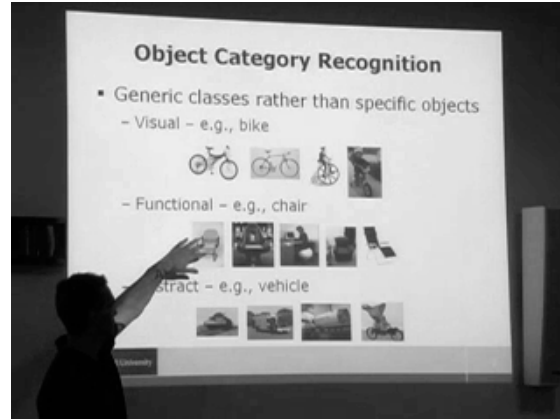 Object Category Recognition
▪ Generic classes rather than specific objects
– Visual – e.g., bike
– Functional – e.g., chair
stract – e.g., vehicle
University